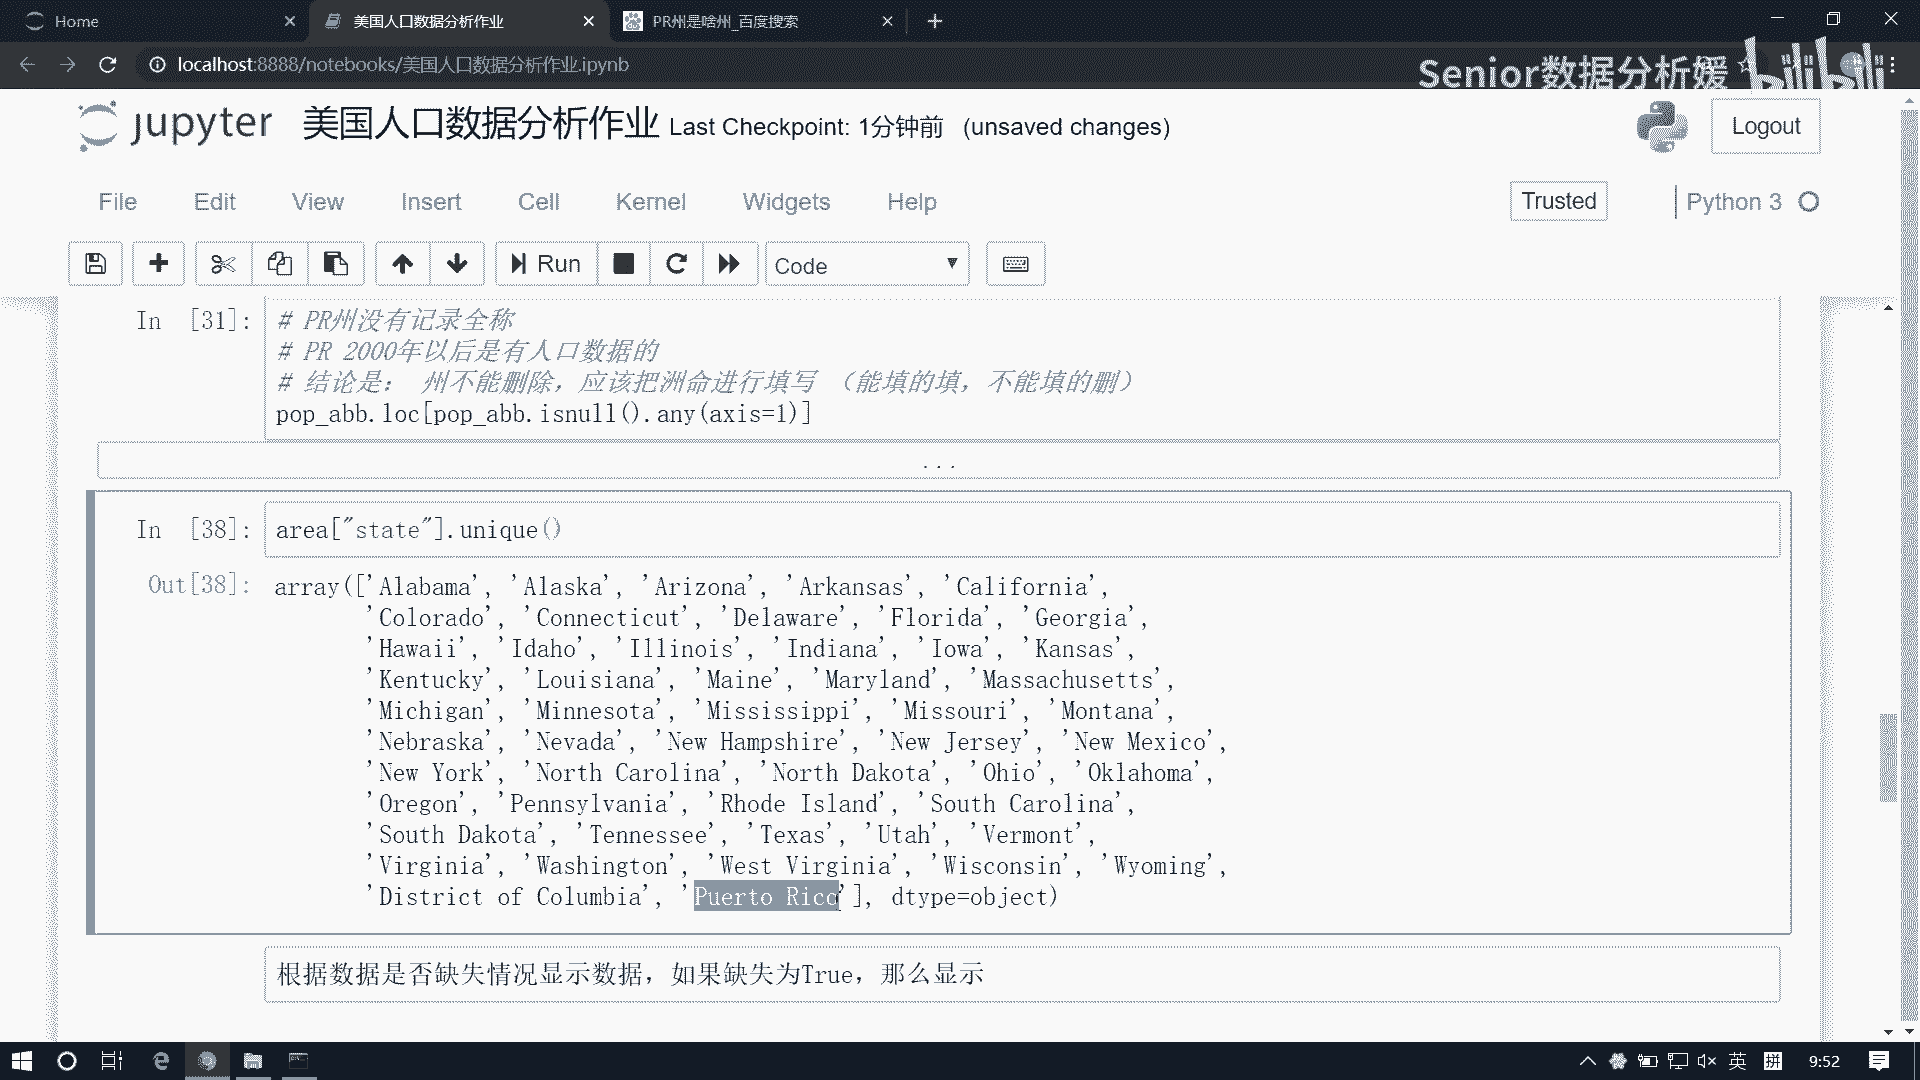 Home
美国人口数据分析作业
PR州是啥州_百度搜索
localhost:8888/notebooks/美国人口数据分析作业.ipynb
Senior数据分析媛
bilibili
jupyter 美国人口数据分析作业 Last Checkpoint: 1分钟前 (unsaved changes)
Logout
File Edit View Insert Cell Kernel Widgets Help
Trusted
Python 3
Run
Code
In [31]:
# PR州没有记录全称
# PR 2000年以后是有人口数据的
# 结论是: 州不能删除，应该把洲命进行填写 （能填的填，不能填的删）
pop_abb.loc[pop_abb.isnull().any(axis=1)]
...
In [38]: area["state"].unique()
Out[38]: array(['Alabama', 'Alaska', 'Arizona', 'Arkansas', 'California',
'Colorado', 'Connecticut', 'Delaware', 'Florida', 'Georgia',
'Hawaii', 'Idaho', 'Illinois', 'Indiana', 'Iowa', 'Kansas',
'Kentucky', 'Louisiana', 'Maine', 'Maryland', 'Massachusetts',
'Michigan', 'Minnesota', 'Mississippi', 'Missouri', 'Montana',
'Nebraska', 'Nevada', 'New Hampshire', 'New Jersey', 'New Mexico',
'New York', 'North Carolina', 'North Dakota', 'Ohio', 'Oklahoma',
'Oregon', 'Pennsylvania', 'Rhode Island', 'South Carolina',
'South Dakota', 'Tennessee', 'Texas', 'Utah', 'Vermont',
'Virginia', 'Washington', 'West Virginia', 'Wisconsin', 'Wyoming',
'District of Columbia', 'Puerto Rico'], dtype=object)
根据数据是否缺失情况显示数据，如果缺失为True，那么显示
英
拼
9:52